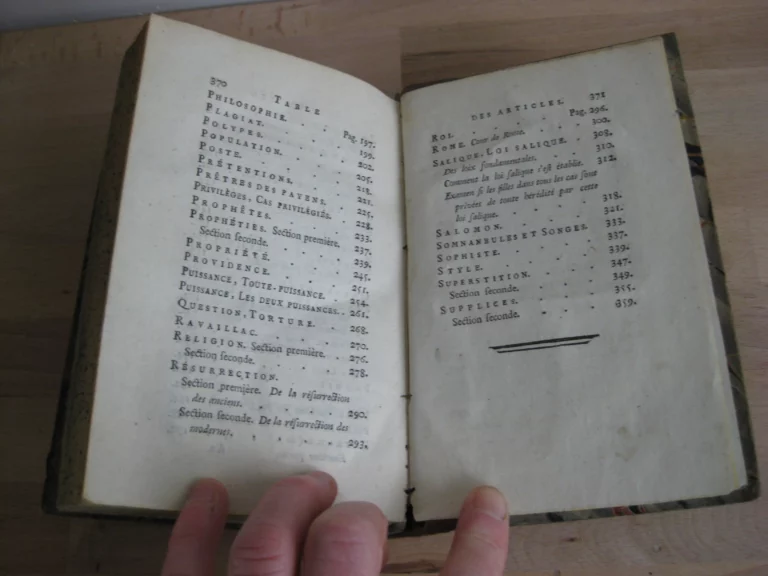 370 TABLE
PHILOSOPHIE. Pag. 197.
PLAGIAT. 199.
POLYPES. 202.
POPULATION. 205.
POSTE. 218.
PRÉTENTIONS. 221.
PRÊTRES DES PAYENS. 225.
PRIVILÈGES, CAS PRIVILÉGIÉS. 228.
PROPHÈTES. 233.
PROPHÉTIES. Section première. 237.
Section ſeconde. 239.
PROPRIÉTÉ. 245.
PROVIDENCE. 251.
PUISSANCE, TOUTE-PUISSANCE. 254.
PUISSANCE, LES DEUX PUISSANCES. 261.
QUESTION, TORTURE. 268.
RAVAILLAC. 270.
RELIGION. Section première. 276.
Section ſeconde. 278.
RÉSURRECTION.
Section première. De la réſurrection
des anciens. 290.
Section ſeconde. De la réſurrection des
modernes. 293.
DES ARTICLES. 371
ROI. Pag. 296.
ROME. Cour de Rome. 300.
SALIQUE, LOI SALIQUE. 308.
Des loix fondamentales. 310.
Comment la loi ſalique s'eſt établie. 312.
Examen ſi les filles dans tous les cas ſont
privées de toute hérédité par cette
loi ſalique. 318.
SALOMON. 321.
SOMNANBULES ET SONGES. 333.
SOPHISTE. 337.
STYLE. 339.
SUPERSTITION. 347.
Section ſeconde. 349.
SUPPLICES. 355.
Section ſeconde. 359.